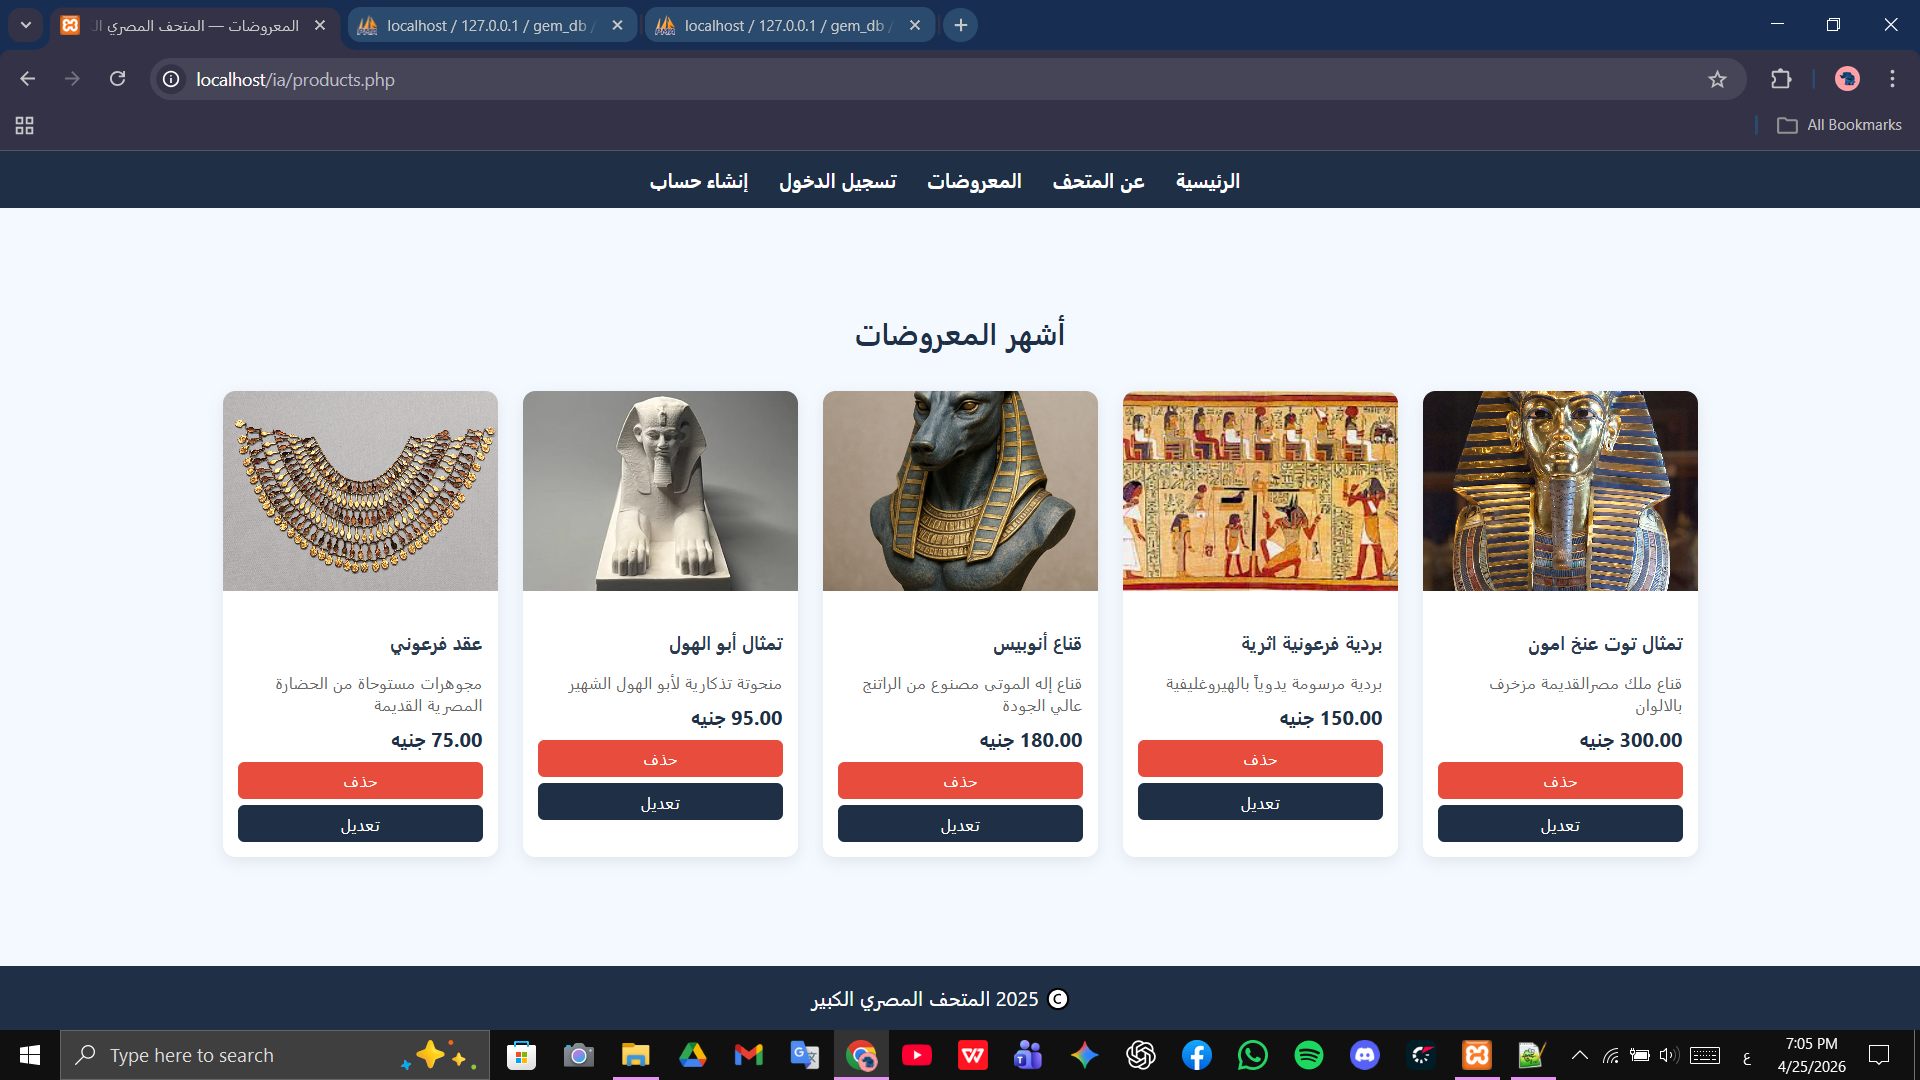 المعروضات — المتحف المصري ال
localhost / 127.0.0.1 / gem_db /
localhost / 127.0.0.1 / gem_db /
localhost/ia/products.php
All Bookmarks
الرئيسية عن المتحف المعروضات تسجيل الدخول إنشاء حساب
أشهر المعروضات
تمثال توت عنخ امون
قناع ملك مصرالقديمة مزخرف
بالالوان
300.00 جنيه
حذف
تعديل
بردية فرعونية اثرية
بردية مرسومة يدوياً بالهيروغليفية
150.00 جنيه
حذف
تعديل
قناع أنوبيس
قناع إله الموتى مصنوع من الراتنج
عالي الجودة
180.00 جنيه
حذف
تعديل
تمثال أبو الهول
منحوتة تذكارية لأبو الهول الشهير
95.00 جنيه
حذف
تعديل
عقد فرعوني
مجوهرات مستوحاة من الحضارة
المصرية القديمة
75.00 جنيه
حذف
تعديل
© 2025 المتحف المصري الكبير
Type here to search
ع
7:05 PM
4/25/2026